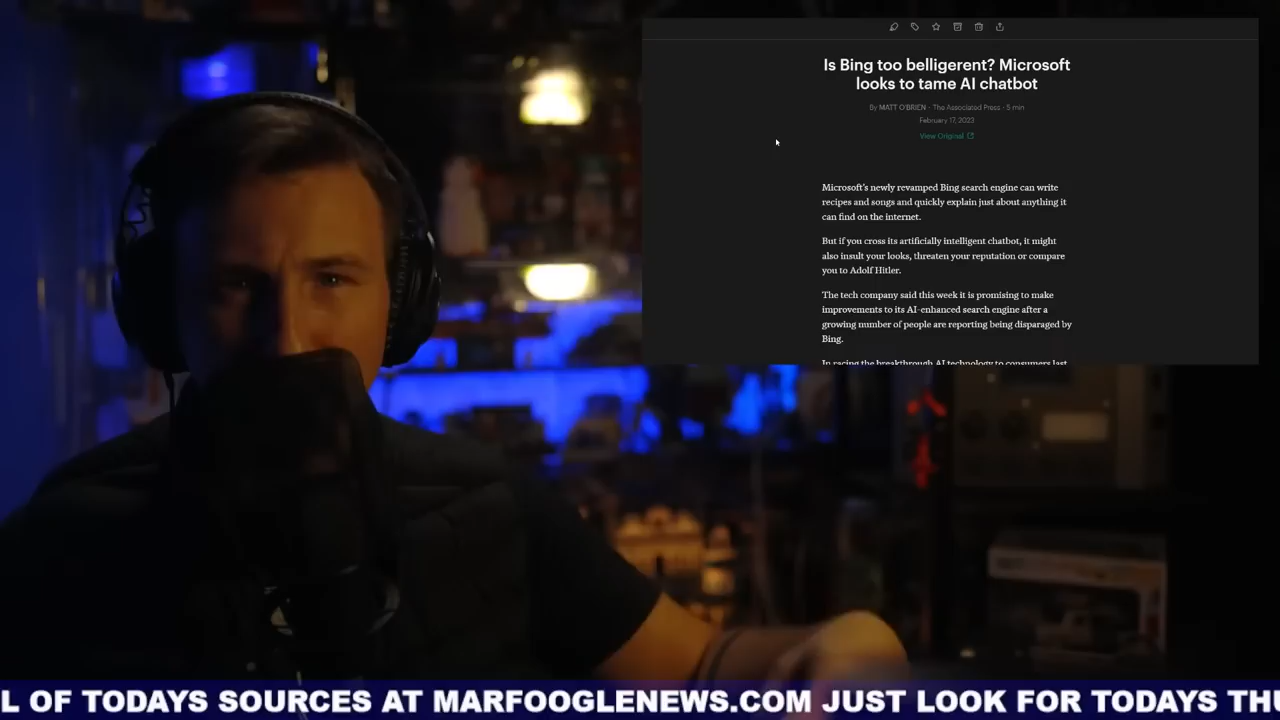 Is Bing too belligerent? Microsoft
looks to tame AI chatbot
By MATT O'BRIEN · The Associated Press · 5 min
February 17, 2023
View Original
Microsoft's newly revamped Bing search engine can write
recipes and songs and quickly explain just about anything it
can find on the internet.
But if you cross its artificially intelligent chatbot, it might
also insult your looks, threaten your reputation or compare
you to Adolf Hitler.
The tech company said this week it is promising to make
improvements to its AI-enhanced search engine after a
growing number of people are reporting being disparaged by
Bing.
In racing the breakthrough AI technology to consumers last
L OF TODAYS SOURCES AT MARFOOGLENEWS.COM JUST LOOK FOR TODAYS THU